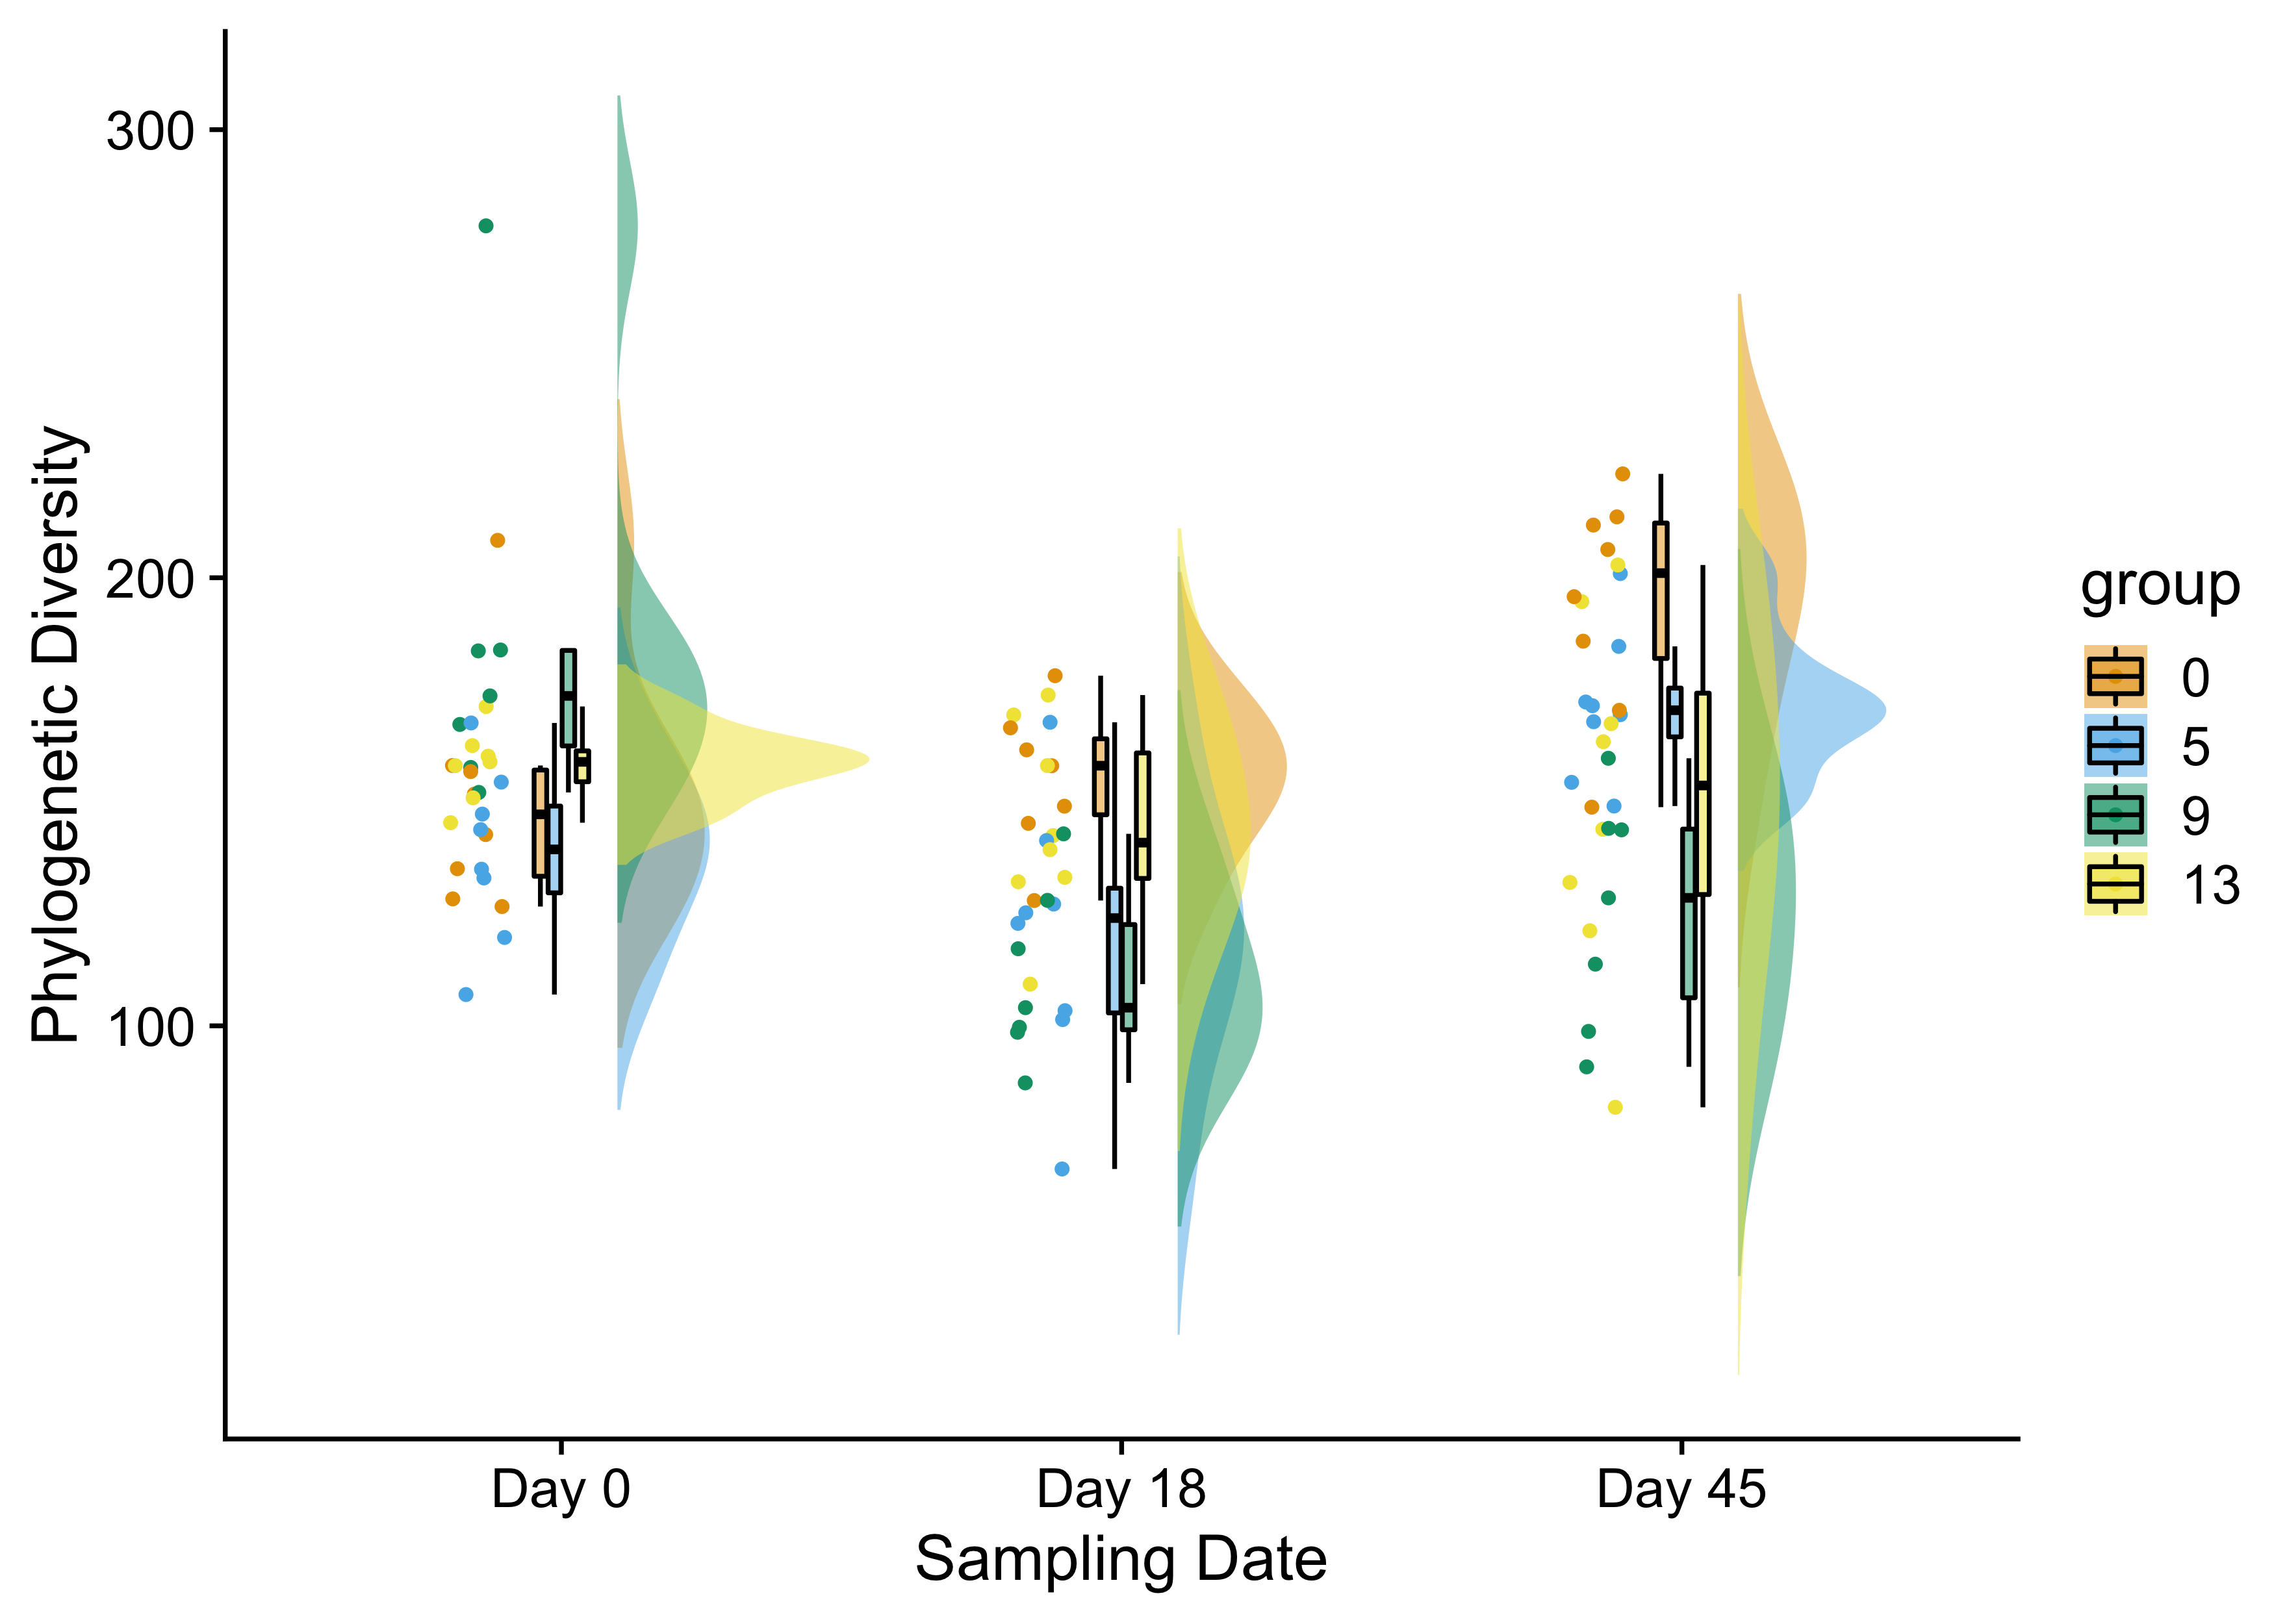 Phylogenetic Diversity
300
200
100
Day 0
Day 18
Day 45
Sampling Date
group
0
5
9
13